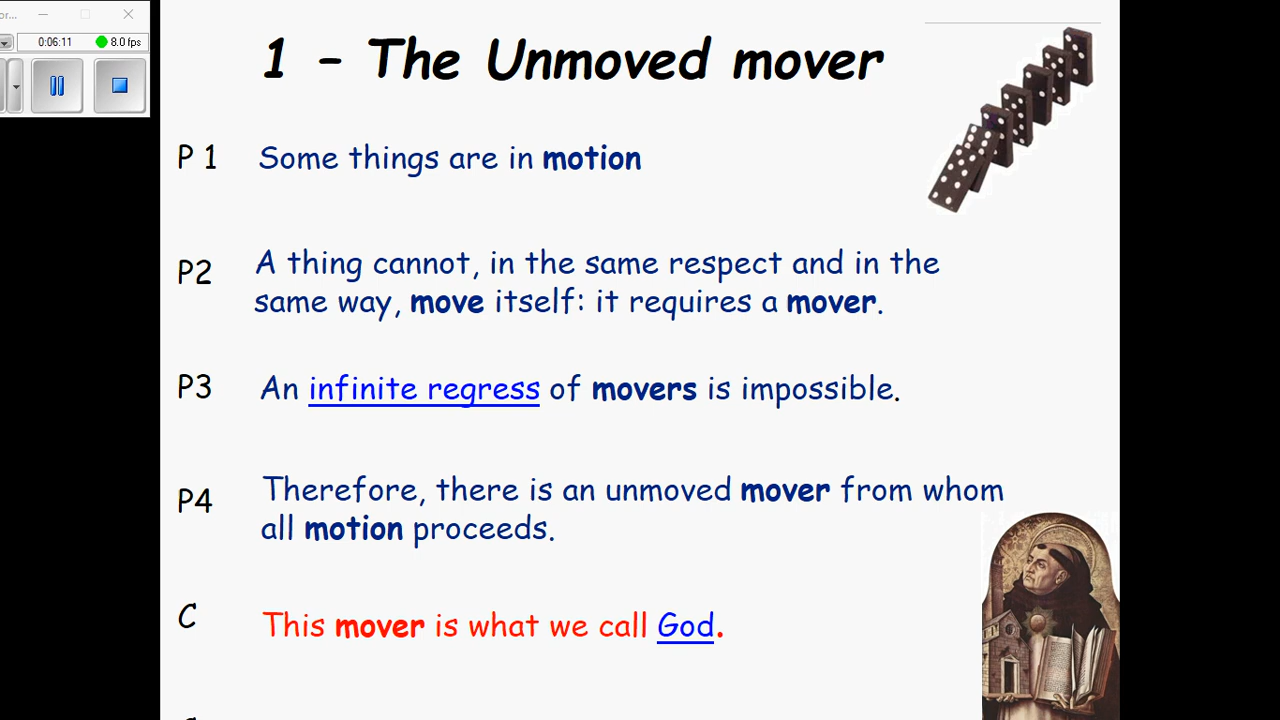 or...
0:06:11
8.0 fps
1 - The Unmoved mover
P 1 Some things are in motion
P2 A thing cannot, in the same respect and in the
same way, move itself: it requires a mover.
P3 An infinite regress of movers is impossible.
P4 Therefore, there is an unmoved mover from whom
all motion proceeds.
C This mover is what we call God.